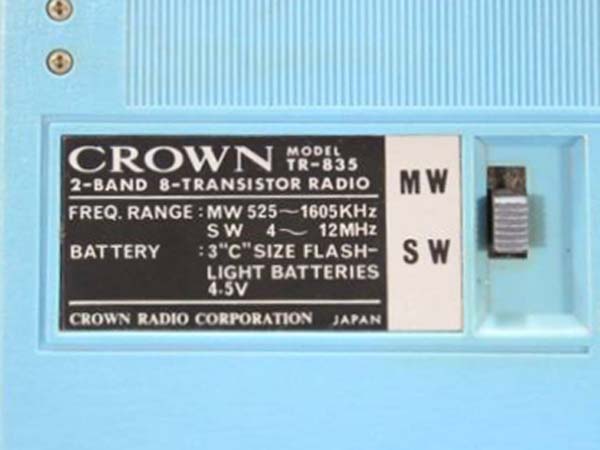 CROWN MODEL TR-835
2-BAND 8-TRANSISTOR RADIO
FREQ. RANGE : MW 525~1605KHz
SW 4~ 12MHz
BATTERY : 3"C" SIZE FLASH-
LIGHT BATTERIES
4.5V
CROWN RADIO CORPORATION JAPAN
MW
SW